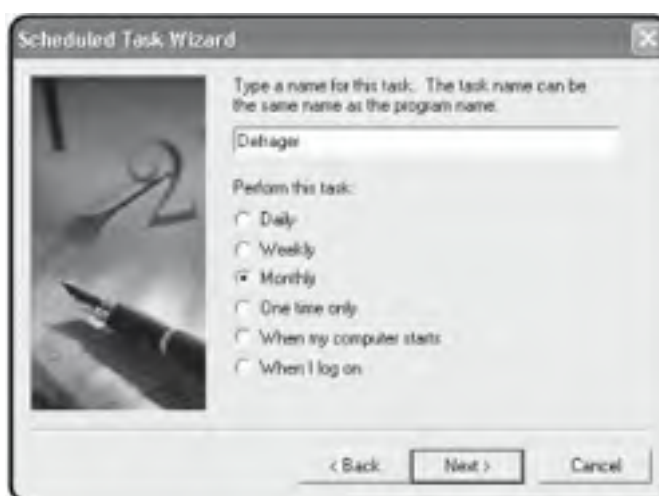 Scheduled Task Wizard
Type a name for this task. The task name can be
the same name as the program name.
Defrager
Perform this task:
Daily
Weekly
Monthly
One time only
When my computer starts
When I log on
2
< Back
Next >
Cancel